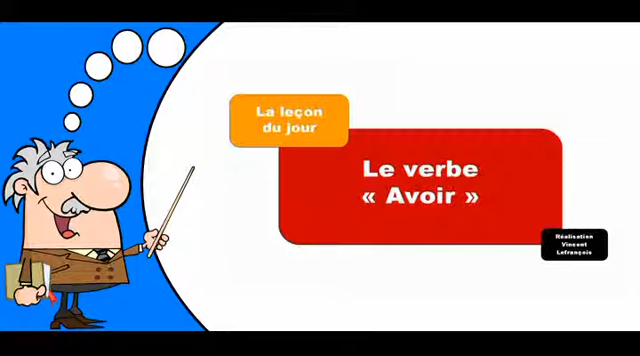 La leçon
du jour
Le verbe
« Avoir »
Réalisation
Vincent
Lefrançois